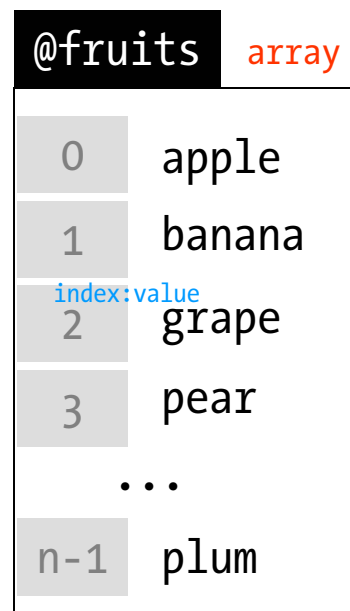 @fruits array
0 apple
1 banana
index:value
2 grape
3 pear
...
n-1 plum